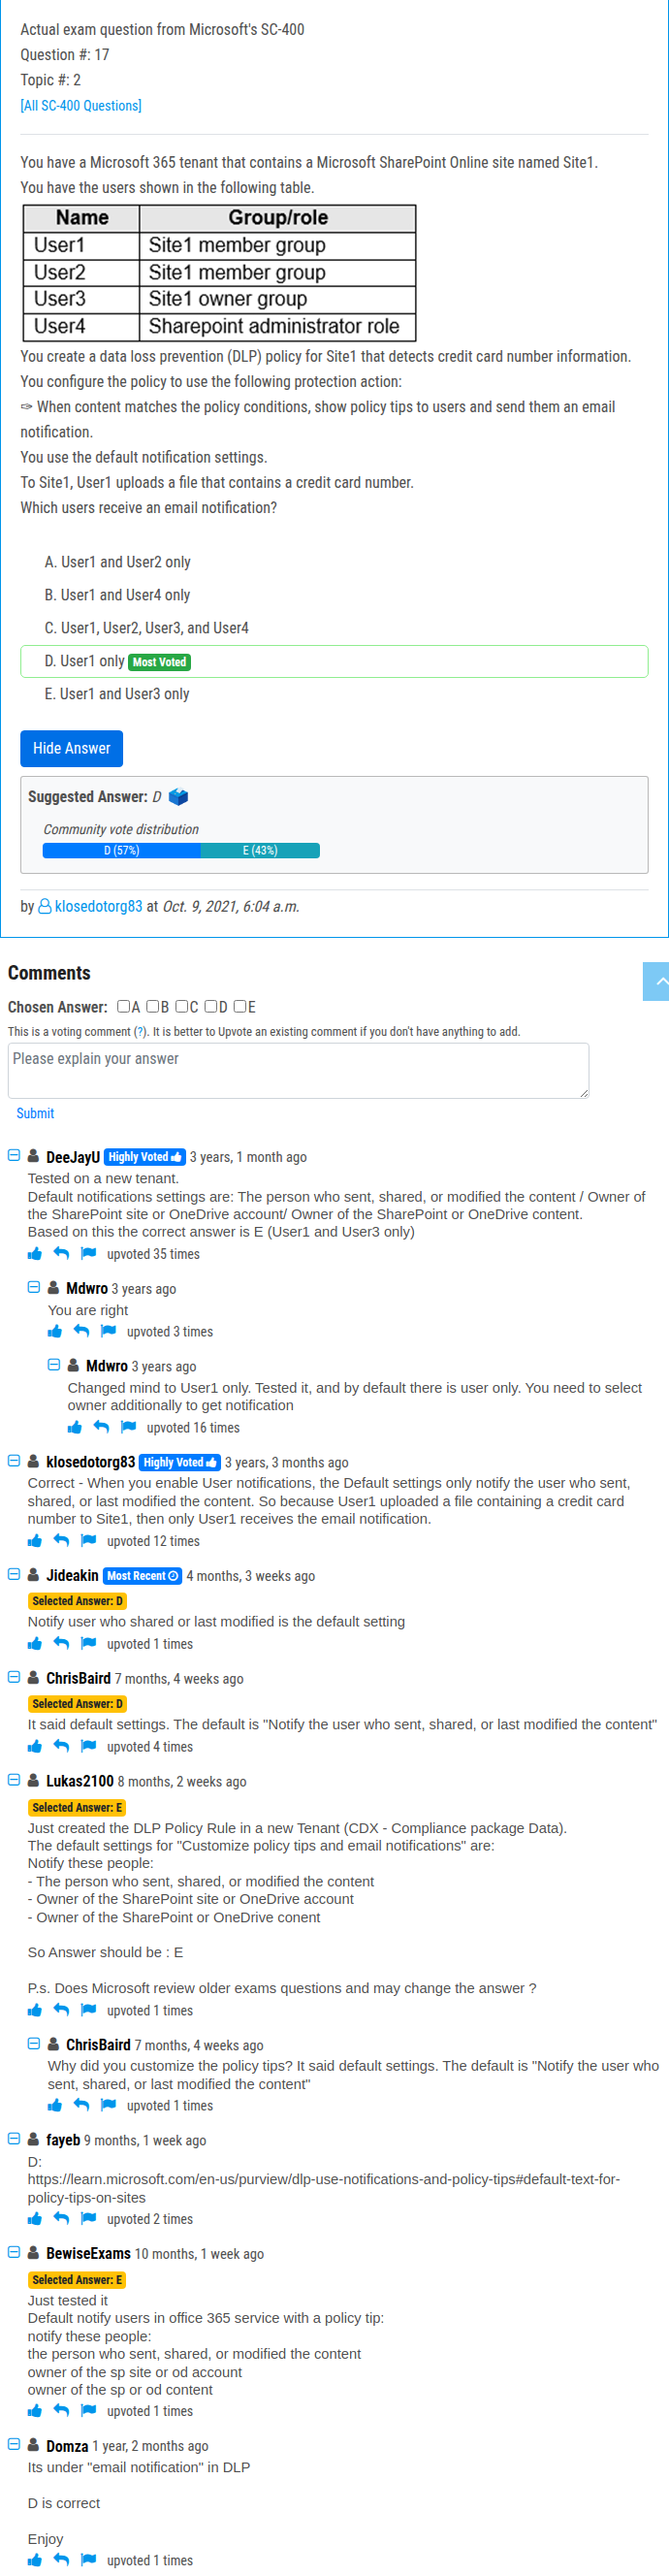 Actual exam question from Microsoft's SC-400
Question #: 17
Topic #: 2
[All SC-400 Questions]
You have a Microsoft 365 tenant that contains a Microsoft SharePoint Online site named Site1.
You have the users shown in the following table.
Name Group/role
User1 Site1 member group
User2 Site1 member group
User3 Site1 owner group
User4 Sharepoint administrator role
You create a data loss prevention (DLP) policy for Site1 that detects credit card number information.
You configure the policy to use the following protection action:
✑ When content matches the policy conditions, show policy tips to users and send them an email
notification.
You use the default notification settings.
To Site1, User1 uploads a file that contains a credit card number.
Which users receive an email notification?
A. User1 and User2 only
B. User1 and User4 only
C. User1, User2, User3, and User4
D. User1 only Most Voted
E. User1 and User3 only
Hide Answer
Suggested Answer: D
Community vote distribution
D (57%) E (43%)
by klosedotorg83 at Oct. 9, 2021, 6:04 a.m.
Comments
Chosen Answer: A B C D E
This is a voting comment (?). It is better to Upvote an existing comment if you don't have anything to add.
Please explain your answer
Submit
DeeJayU Highly Voted 3 years, 1 month ago
Tested on a new tenant.
Default notifications settings are: The person who sent, shared, or modified the content / Owner of
the SharePoint site or OneDrive account/ Owner of the SharePoint or OneDrive content.
Based on this the correct answer is E (User1 and User3 only)
upvoted 35 times
Mdwro 3 years ago
You are right
upvoted 3 times
Mdwro 3 years ago
Changed mind to User1 only. Tested it, and by default there is user only. You need to select
owner additionally to get notification
upvoted 16 times
klosedotorg83 Highly Voted 3 years, 3 months ago
Correct - When you enable User notifications, the Default settings only notify the user who sent,
shared, or last modified the content. So because User1 uploaded a file containing a credit card
number to Site1, then only User1 receives the email notification.
upvoted 12 times
Jideakin Most Recent 4 months, 3 weeks ago
Selected Answer: D
Notify user who shared or last modified is the default setting
upvoted 1 times
ChrisBaird 7 months, 4 weeks ago
Selected Answer: D
It said default settings. The default is "Notify the user who sent, shared, or last modified the content"
upvoted 4 times
Lukas2100 8 months, 2 weeks ago
Selected Answer: E
Just created the DLP Policy Rule in a new Tenant (CDX - Compliance package Data).
The default settings for "Customize policy tips and email notifications" are:
Notify these people:
- The person who sent, shared, or modified the content
- Owner of the SharePoint site or OneDrive account
- Owner of the SharePoint or OneDrive conent
So Answer should be : E
P.s. Does Microsoft review older exams questions and may change the answer ?
upvoted 1 times
ChrisBaird 7 months, 4 weeks ago
Why did you customize the policy tips? It said default settings. The default is "Notify the user who
sent, shared, or last modified the content"
upvoted 1 times
fayeb 9 months, 1 week ago
D:
https://learn.microsoft.com/en-us/purview/dlp-use-notifications-and-policy-tips#default-text-for-
policy-tips-on-sites
upvoted 2 times
BewiseExams 10 months, 1 week ago
Selected Answer: E
Just tested it
Default notify users in office 365 service with a policy tip:
notify these people:
the person who sent, shared, or modified the content
owner of the sp site or od account
owner of the sp or od content
upvoted 1 times
Domza 1 year, 2 months ago
Its under "email notification" in DLP
D is correct
Enjoy
upvoted 1 times